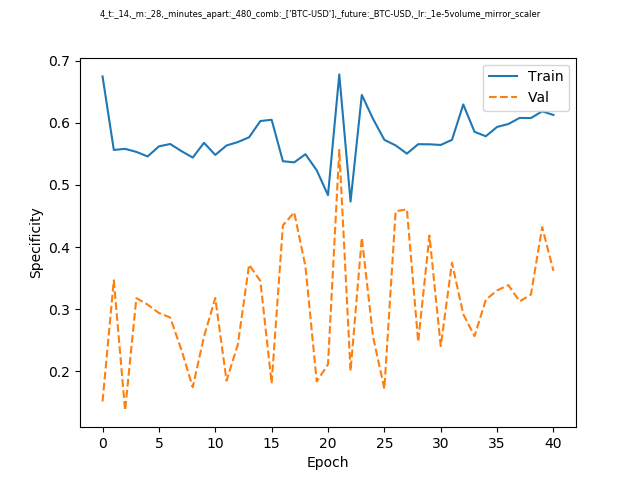 4_t:_14,_m:_28,_minutes_apart:_480_comb:_['BTC-USD'],_future:_BTC-USD,_lr:_1e-5volume_mirror_scaler
0.7
0.6
0.5
0.4
0.3
0.2
Specificity
Train
Val
0 5 10 15 20 25 30 35 40
Epoch